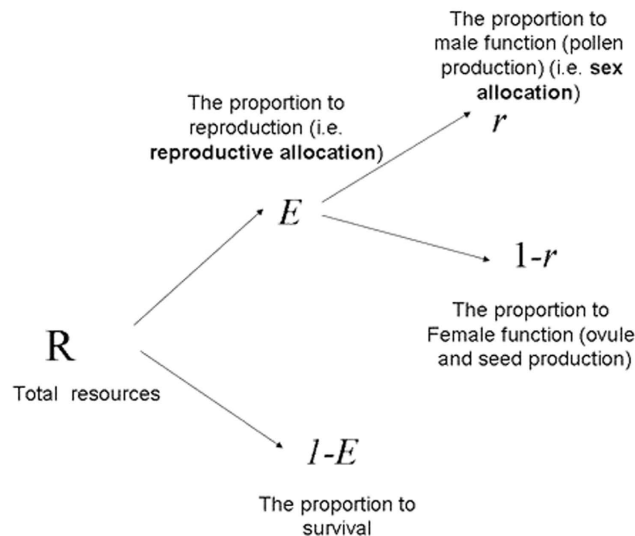 The proportion to
male function (pollen
production) (i.e. sex
allocation)
r
The proportion to
reproduction (i.e.
reproductive allocation)
E
1-r
The proportion to
Female function (ovule
and seed production)
R
Total resources
1-E
The proportion to
survival